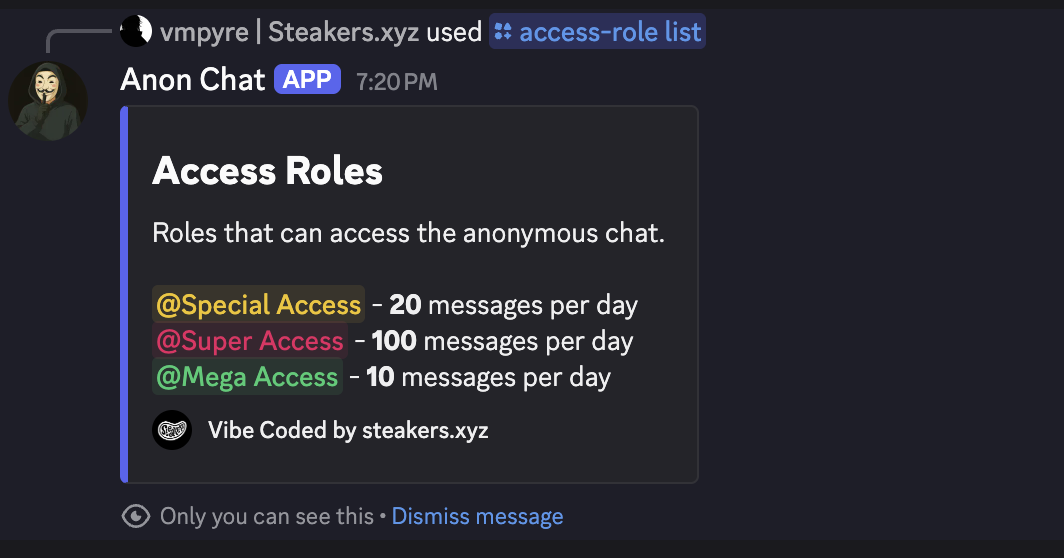 vmpyre | Steakers.xyz used access-role list
Anon Chat APP 7:20 PM
Access Roles
Roles that can access the anonymous chat.
@Special Access - 20 messages per day
@Super Access - 100 messages per day
@Mega Access - 10 messages per day
Vibe Coded by steakers.xyz
Only you can see this • Dismiss message